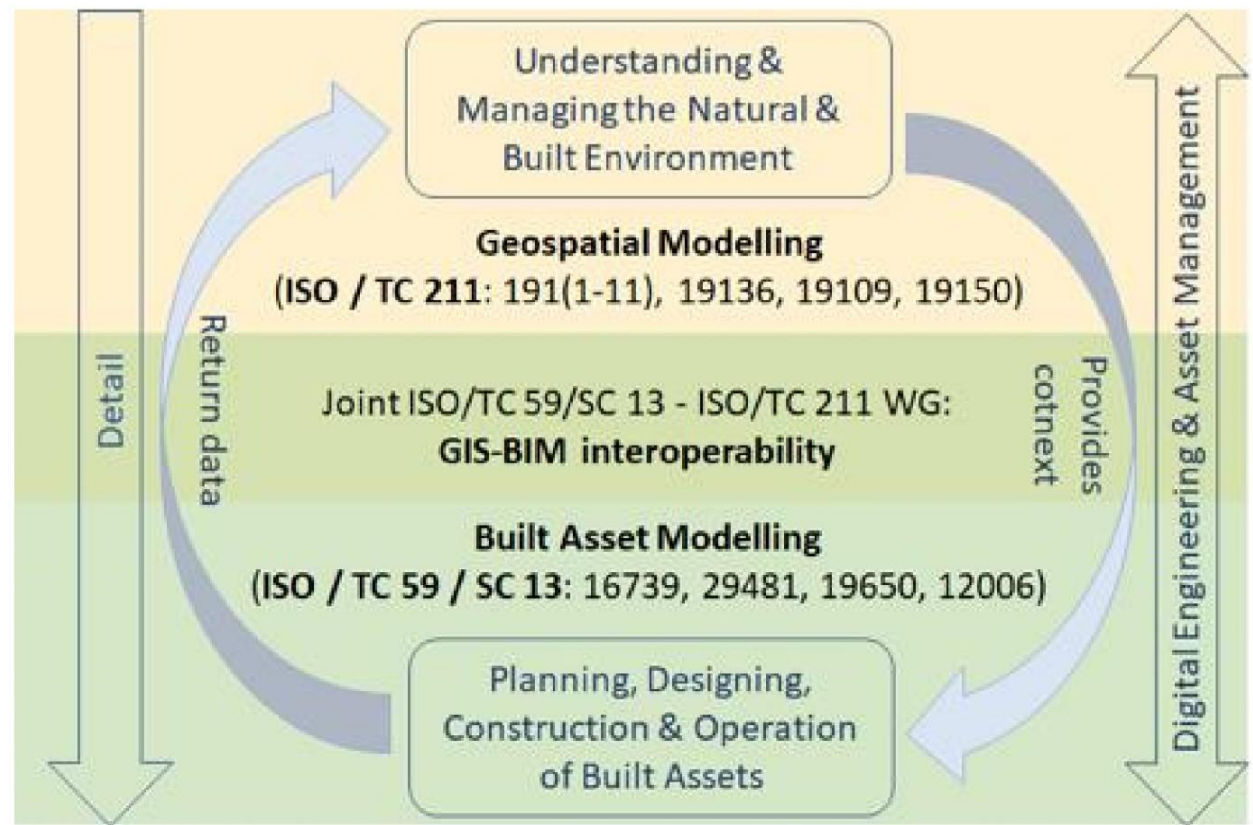 Understanding &
Managing the Natural &
Built Environment
Geospatial Modelling
(ISO / TC 211: 191(1-11), 19136, 19109, 19150)
Detail
Return data
Joint ISO/TC 59/SC 13 - ISO/TC 211 WG:
GIS-BIM interoperability
Provides
cotnext
Digital Engineering & Asset Management
Built Asset Modelling
(ISO / TC 59 / SC 13: 16739, 29481, 19650, 12006)
Planning, Designing,
Construction & Operation
of Built Assets